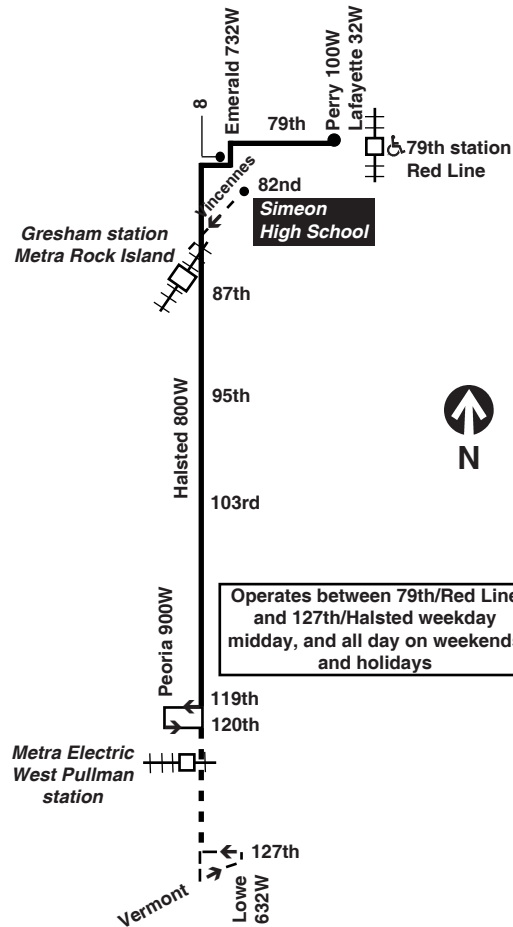 8
Emerald 732W
Perry 100W
Lafayette 32W
79th
79th station
Red Line
Vincennes
82nd
Simeon
High School
Gresham station
Metra Rock Island
87th
Halsted 800W
95th
N
103rd
Operates between 79th/Red Line
and 127th/Halsted weekday
midday, and all day on weekends
and holidays
Peoria 900W
119th
120th
Metra Electric
West Pullman
station
127th
Vermont
Lowe
632W